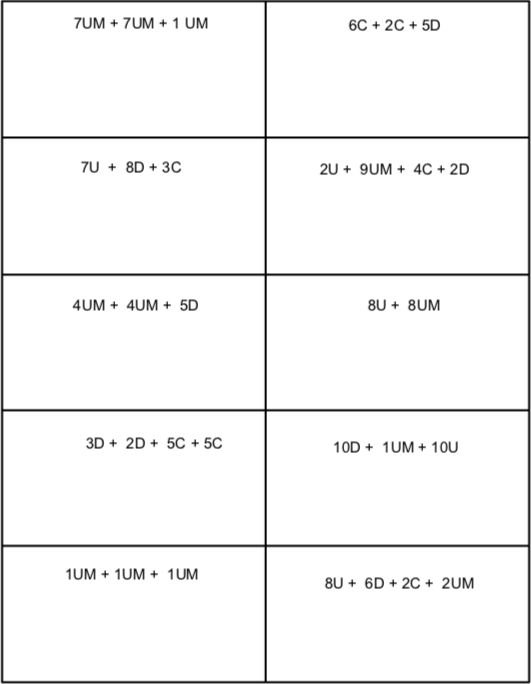 7UM + 7UM + 1 UM
6C + 2C + 5D
7U + 8D + 3C
2U + 9UM + 4C + 2D
4UM + 4UM + 5D
8U + 8UM
3D + 2D + 5C + 5C
10D + 1UM + 10U
1UM + 1UM + 1UM
8U + 6D + 2C + 2UM